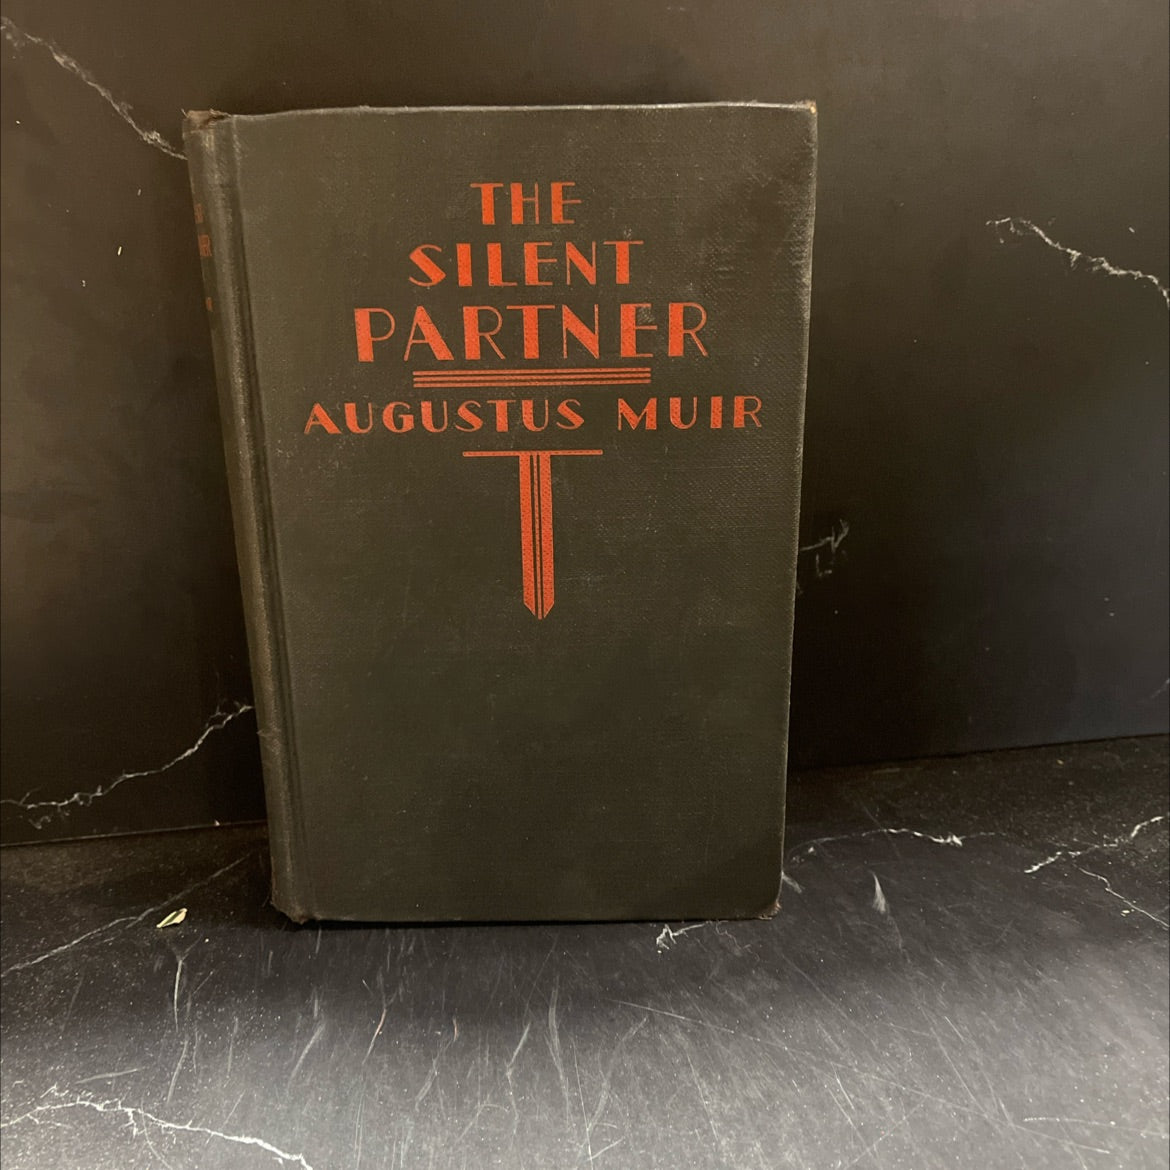 THE
SILENT
PARTNER
AUGUSTUS MUIR